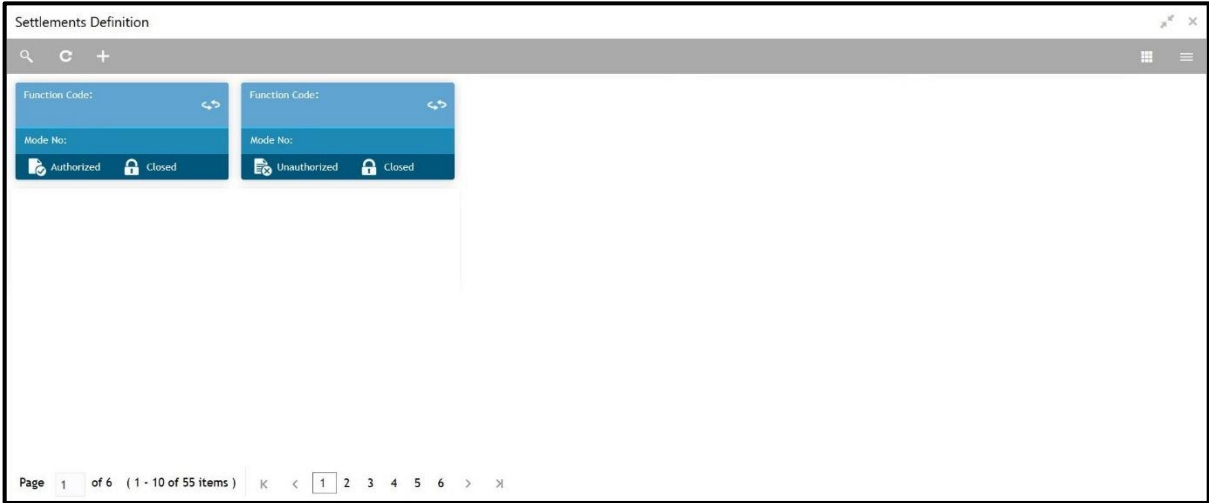 Settlements Definition
Function Code:
Mode No:
Authorized Closed
Function Code:
Mode No:
Unauthorized Closed
Page 1 of 6 ( 1 - 10 of 55 items ) 1 2 3 4 5 6